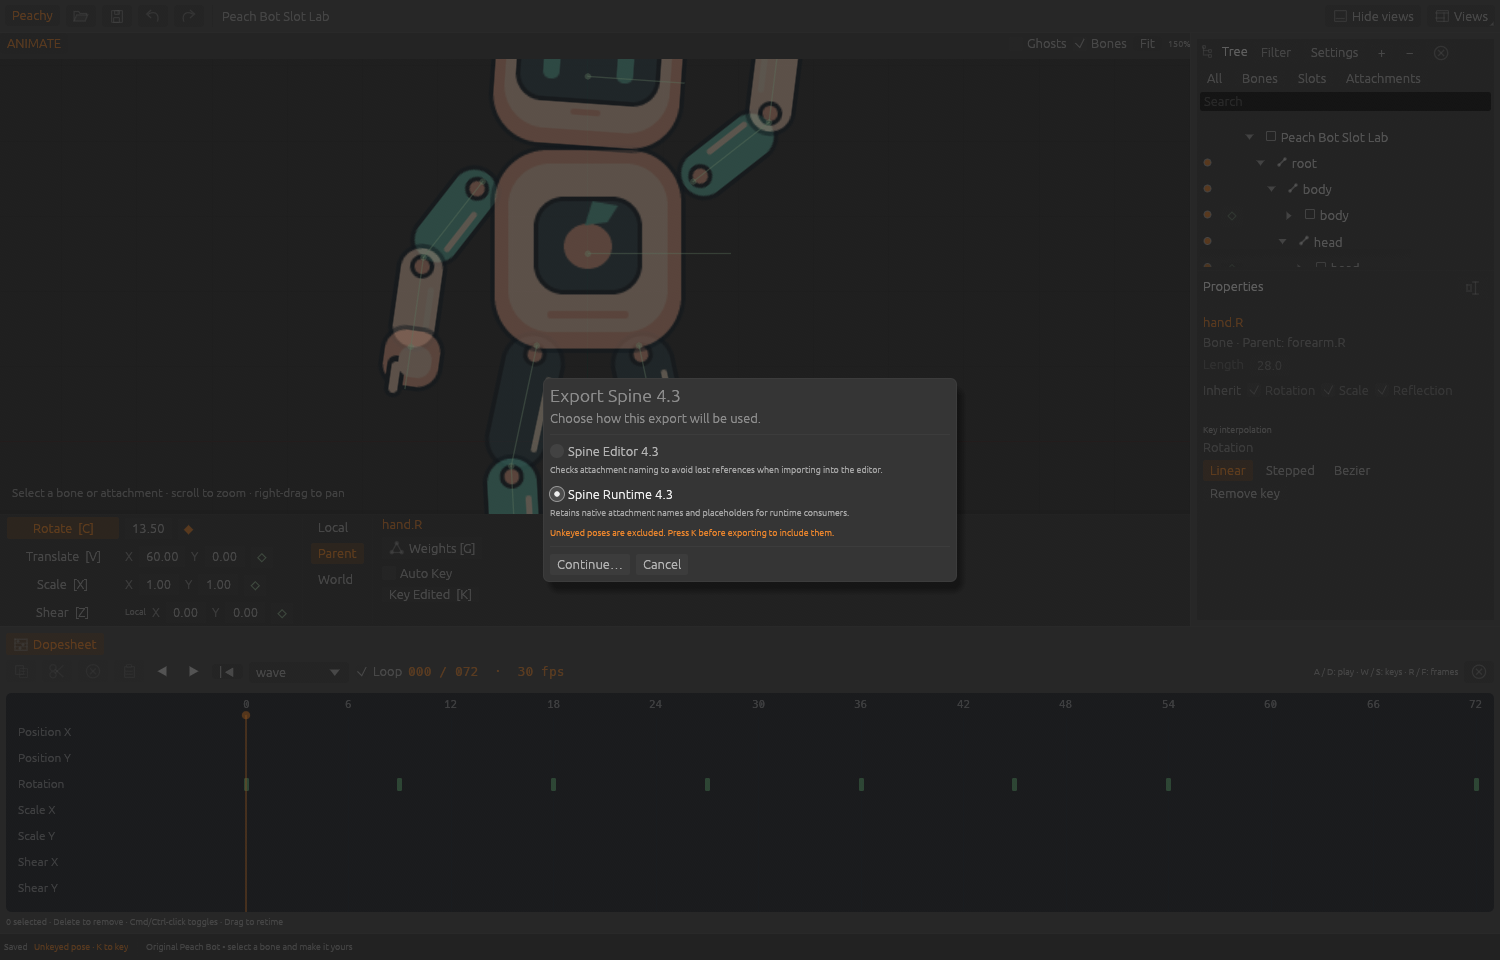 Peachy Peach Bot Slot Lab Hide views Views
ANIMATE Ghosts Bones Fit 150%
Tree Filter Settings + −
All Bones Slots Attachments
Search
Peach Bot Slot Lab
root
body
body
head
head
Properties
hand.R
Bone · Parent: forearm.R
Length 28.0
Inherit Rotation Scale Reflection
Key Interpolation
Rotation
Linear Stepped Bezier
Remove key
Export Spine 4.3
Choose how this export will be used.
Spine Editor 4.3
Checks attachment naming to avoid lost references when importing into the editor.
Spine Runtime 4.3
Retains native attachment names and placeholders for runtime consumers.
Unkeyed poses are excluded. Press K before exporting to include them.
Continue... Cancel
Select a bone or attachment · scroll to zoom · right-drag to pan
Rotate [C] 13.50
Translate [V] X 60.00 Y 0.00
Scale [X] X 1.00 Y 1.00
Shear [Z] Local X 0.00 Y 0.00
Local
Parent
World
hand.R
Weights [G]
Auto Key
Key Edited [K]
Dopesheet
wave Loop 000 / 072 · 30 fps A / D: play · W / S: keys · R / F: frames
0 6 12 18 24 30 36 42 48 54 60 66 72
Position X
Position Y
Rotation
Scale X
Scale Y
Shear X
Shear Y
0 selected · Delete to remove · Cmd/Ctrl-click toggles · Drag to retime
Saved Unkeyed pose · K to key Original Peach Bot • select a bone and make it yours